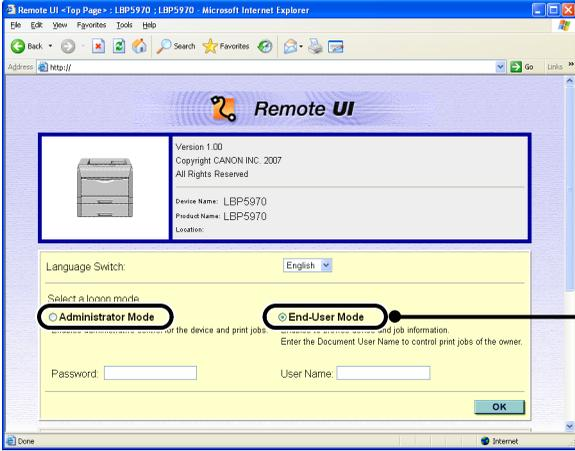 Remote UI <Top Page> : LBP5970 ; LBP5970 - Microsoft Internet Explorer
File Edit View Favorites Tools Help
Back Search Favorites
Address http:// Go Links »
Remote UI
Version 1.00
Copyright CANON INC. 2007
All Rights Reserved
Device Name: LBP5970
Product Name: LBP5970
Location:
Language Switch: English
Select a logon mode
Administrator Mode End-User Mode
for the device and print jobs. and job information.
Enter the Document User Name to control print jobs of the owner.
Password: User Name:
OK
Done Internet